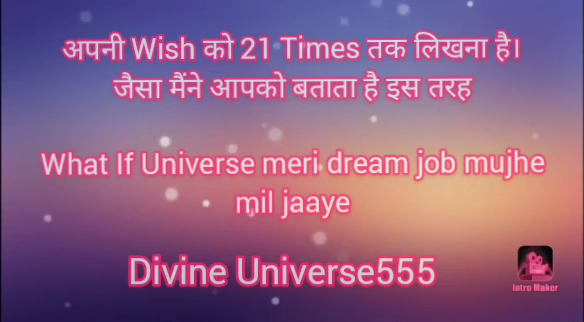 अपनी Wish को 21 Times तक लिखना है।
जैसा मैंने आपको बताता है इस तरह
What If Universe meri dream job mujhe
mil jaaye
Divine Universe555
Intro Maker